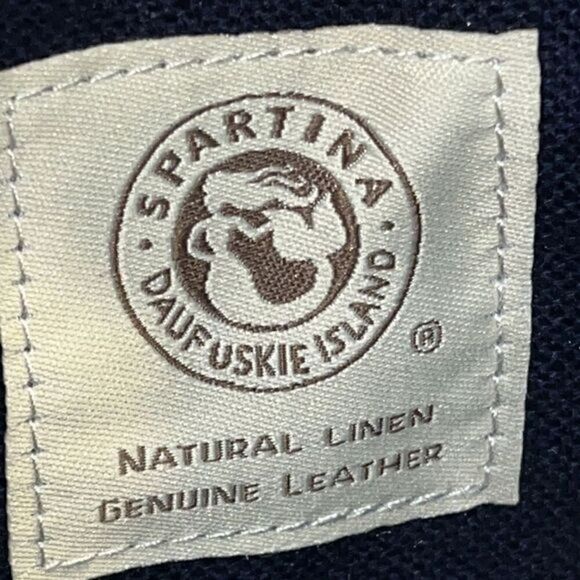 · SPARTINA ·
DAUFUSKIE ISLAND
®
NATURAL LINEN
GENUINE LEATHER